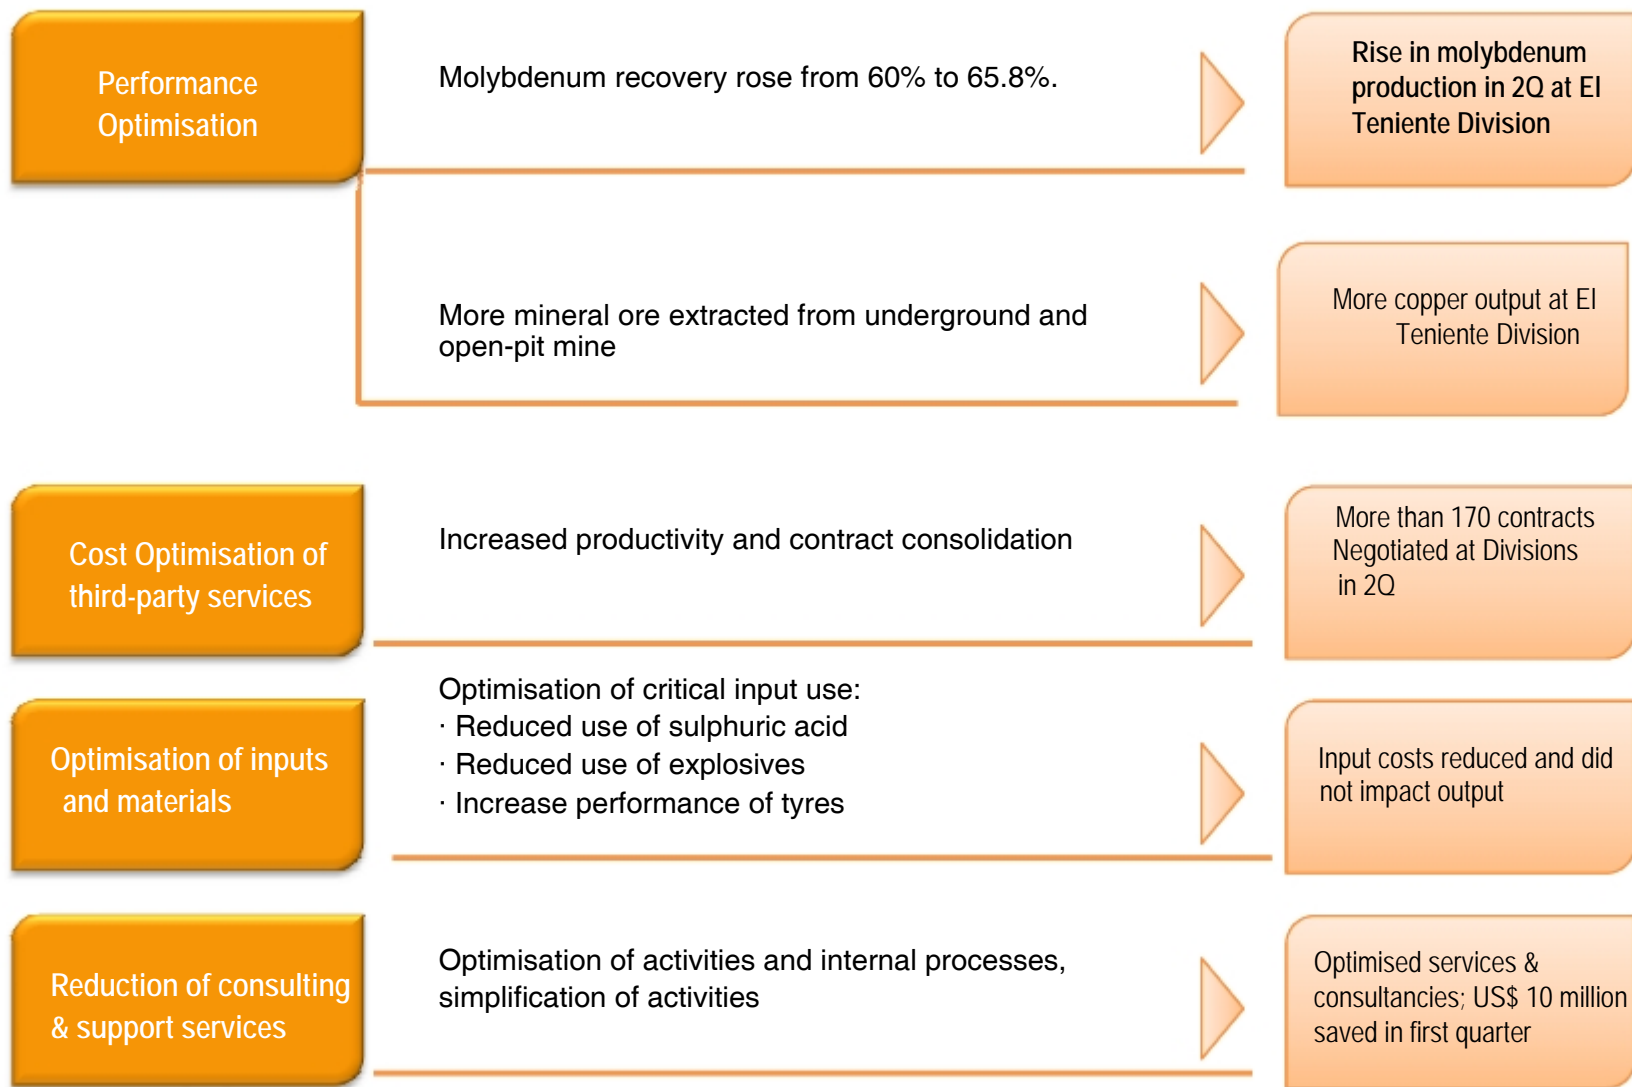 Performance
Optimisation
Molybdenum recovery rose from 60% to 65.8%.
Rise in molybdenum
production in 2Q at El
Teniente Division
More mineral ore extracted from underground and
open-pit mine
More copper output at El
Teniente Division
Cost Optimisation of
third-party services
Increased productivity and contract consolidation
More than 170 contracts
Negotiated at Divisions
in 2Q
Optimisation of inputs
and materials
Optimisation of critical input use:
· Reduced use of sulphuric acid
· Reduced use of explosives
· Increase performance of tyres
Input costs reduced and did
not impact output
Reduction of consulting
& support services
Optimisation of activities and internal processes,
simplification of activities
Optimised services &
consultancies; US$ 10 million
saved in first quarter